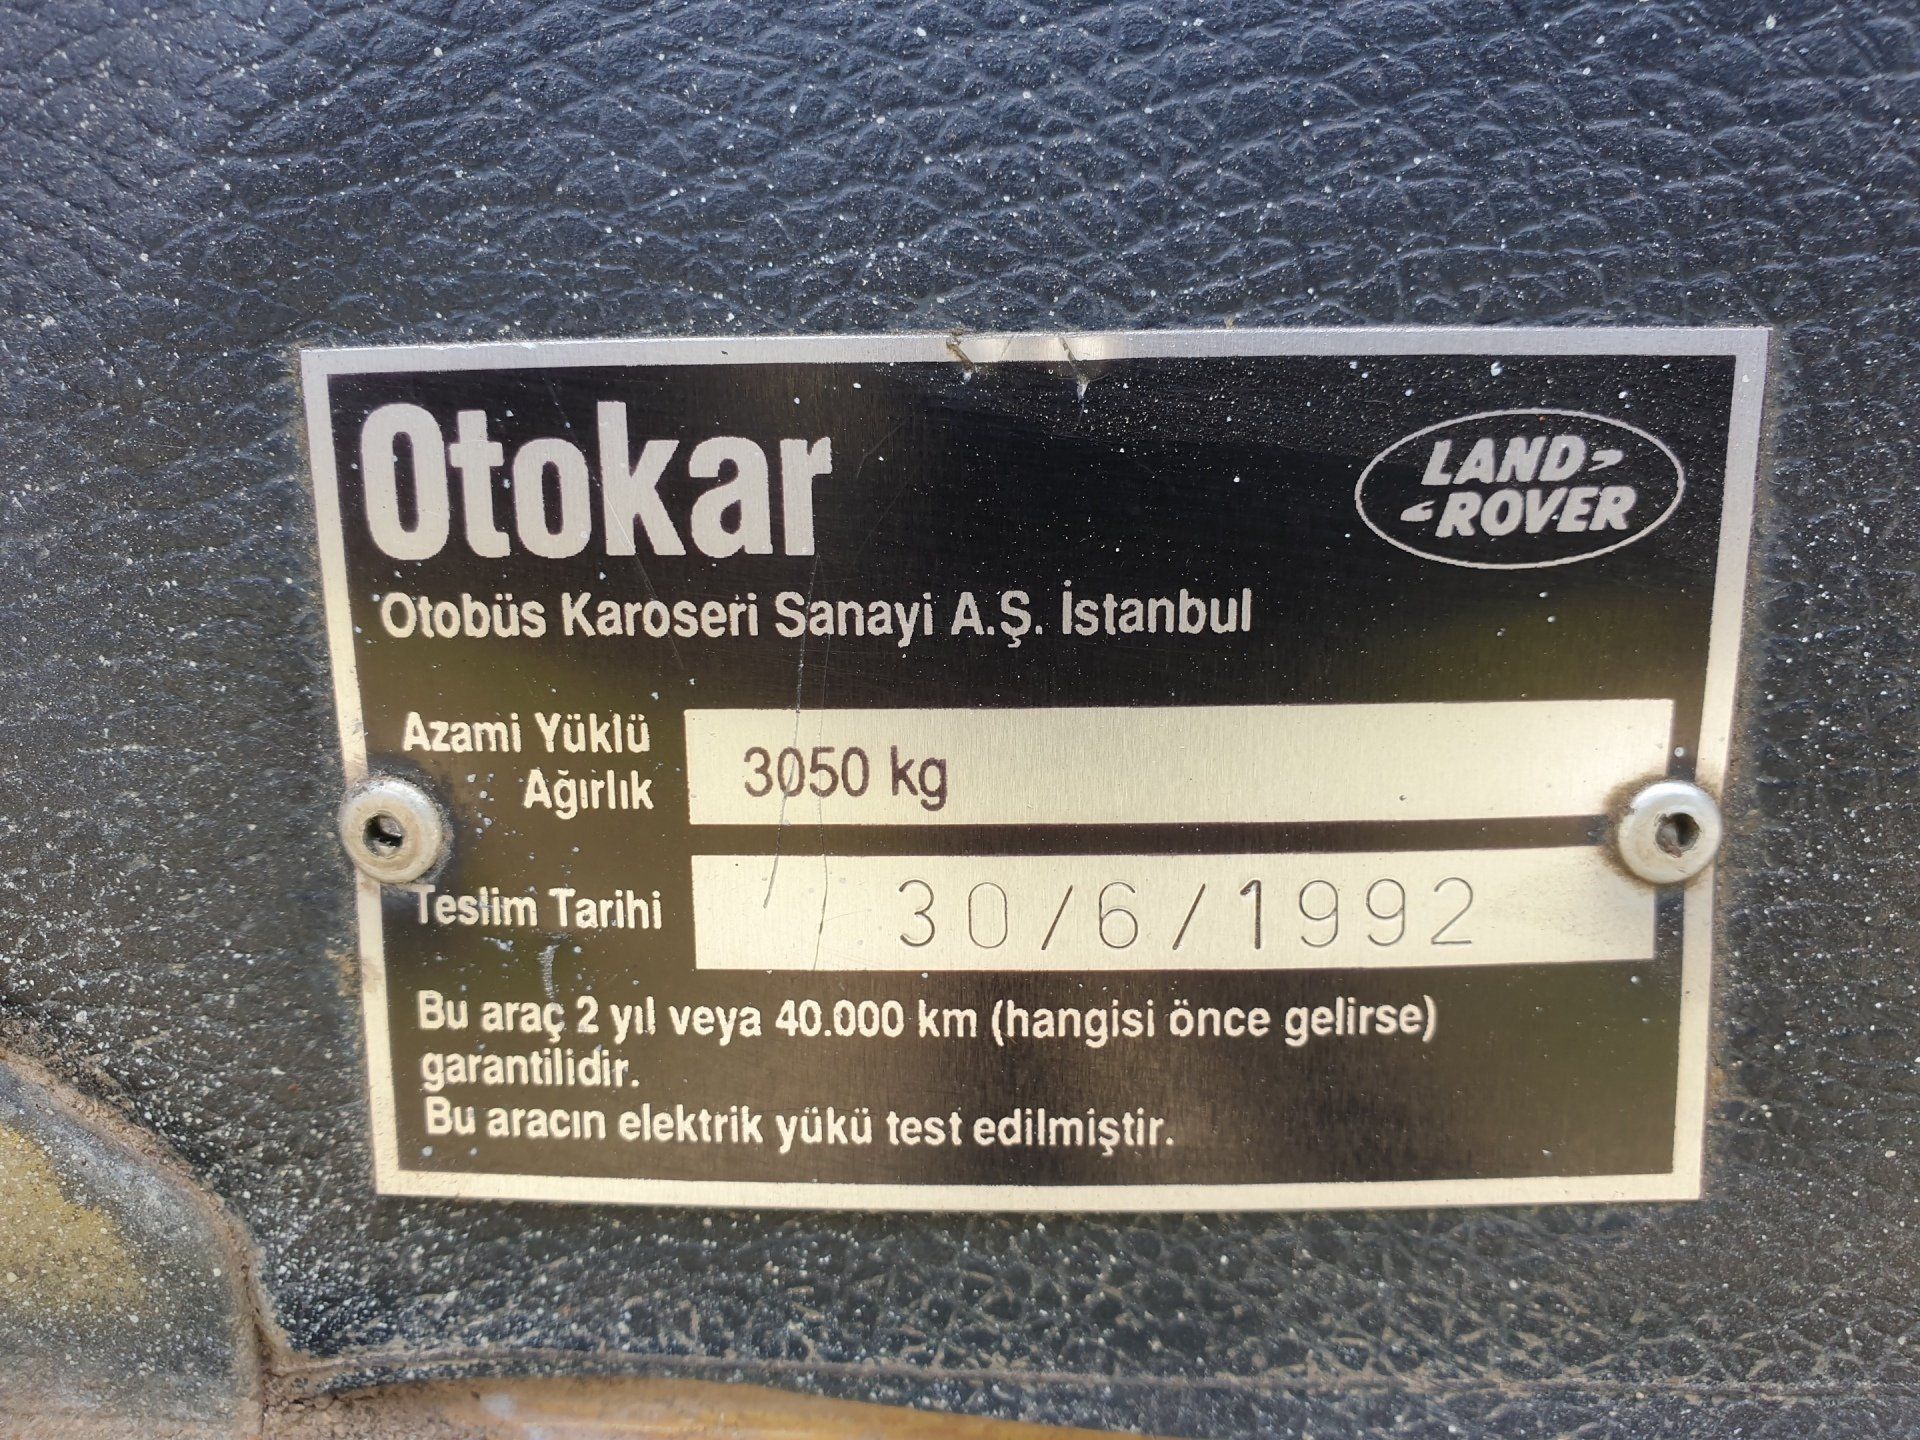 Otokar
LAND
ROVER
Otobüs Karoseri Sanayi A.Ş. İstanbul
Azami Yüklü
Ağırlık
3050 kg
Teslim Tarihi
30/6/1992
Bu araç 2 yıl veya 40.000 km (hangisi önce gelirse)
garantilidir.
Bu aracın elektrik yükü test edilmiştir.